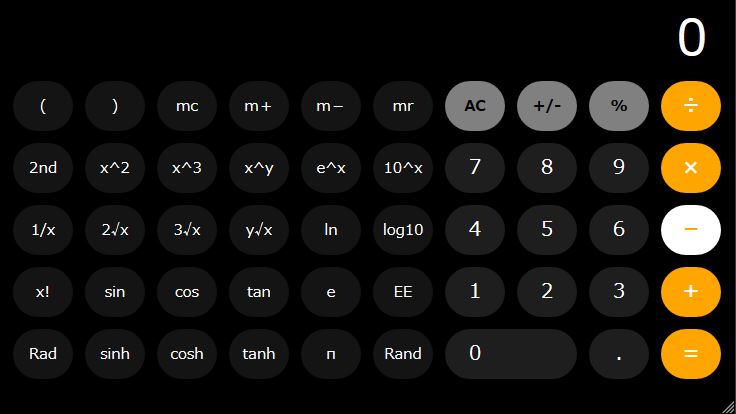 0
( ) mc m+ m− mr AC +/- % ÷
2nd x^2 x^3 x^y e^x 10^x 7 8 9 ×
1/x 2√x 3√x y√x ln log10 4 5 6 −
x! sin cos tan e EE 1 2 3 +
Rad sinh cosh tanh п Rand 0 . =